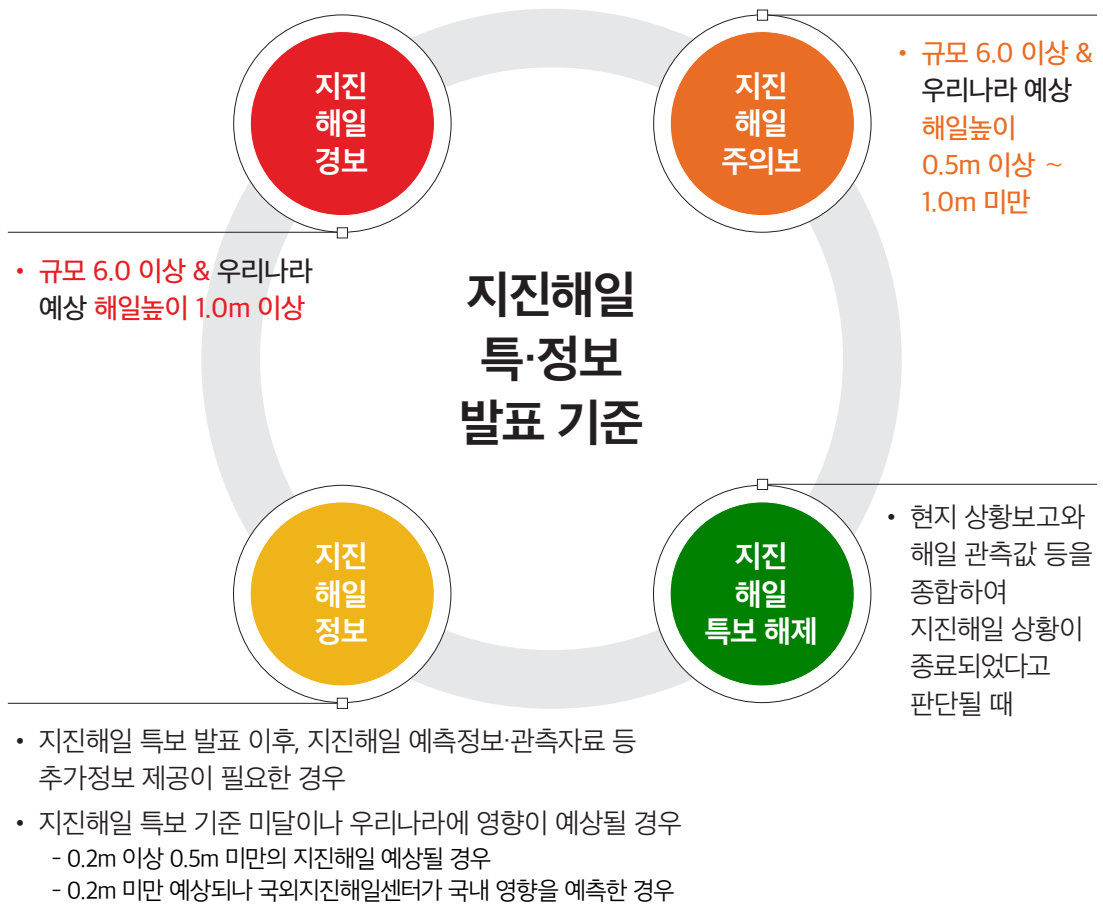 지진
해일
경보
• 규모 6.0 이상 & 우리나라
예상 해일높이 1.0m 이상
지진
해일
주의보
• 규모 6.0 이상 &
우리나라 예상
해일높이
0.5m 이상 ~
1.0m 미만
지진해일
특·정보
발표 기준
지진
해일
정보
• 지진해일 특보 발표 이후, 지진해일 예측정보·관측자료 등
추가정보 제공이 필요한 경우
• 지진해일 특보 기준 미달이나 우리나라에 영향이 예상될 경우
- 0.2m 이상 0.5m 미만의 지진해일 예상될 경우
- 0.2m 미만 예상되나 국외지진해일센터가 국내 영향을 예측한 경우
지진
해일
특보 해제
• 현지 상황보고와
해일 관측값 등을
종합하여
지진해일 상황이
종료되었다고
판단될 때